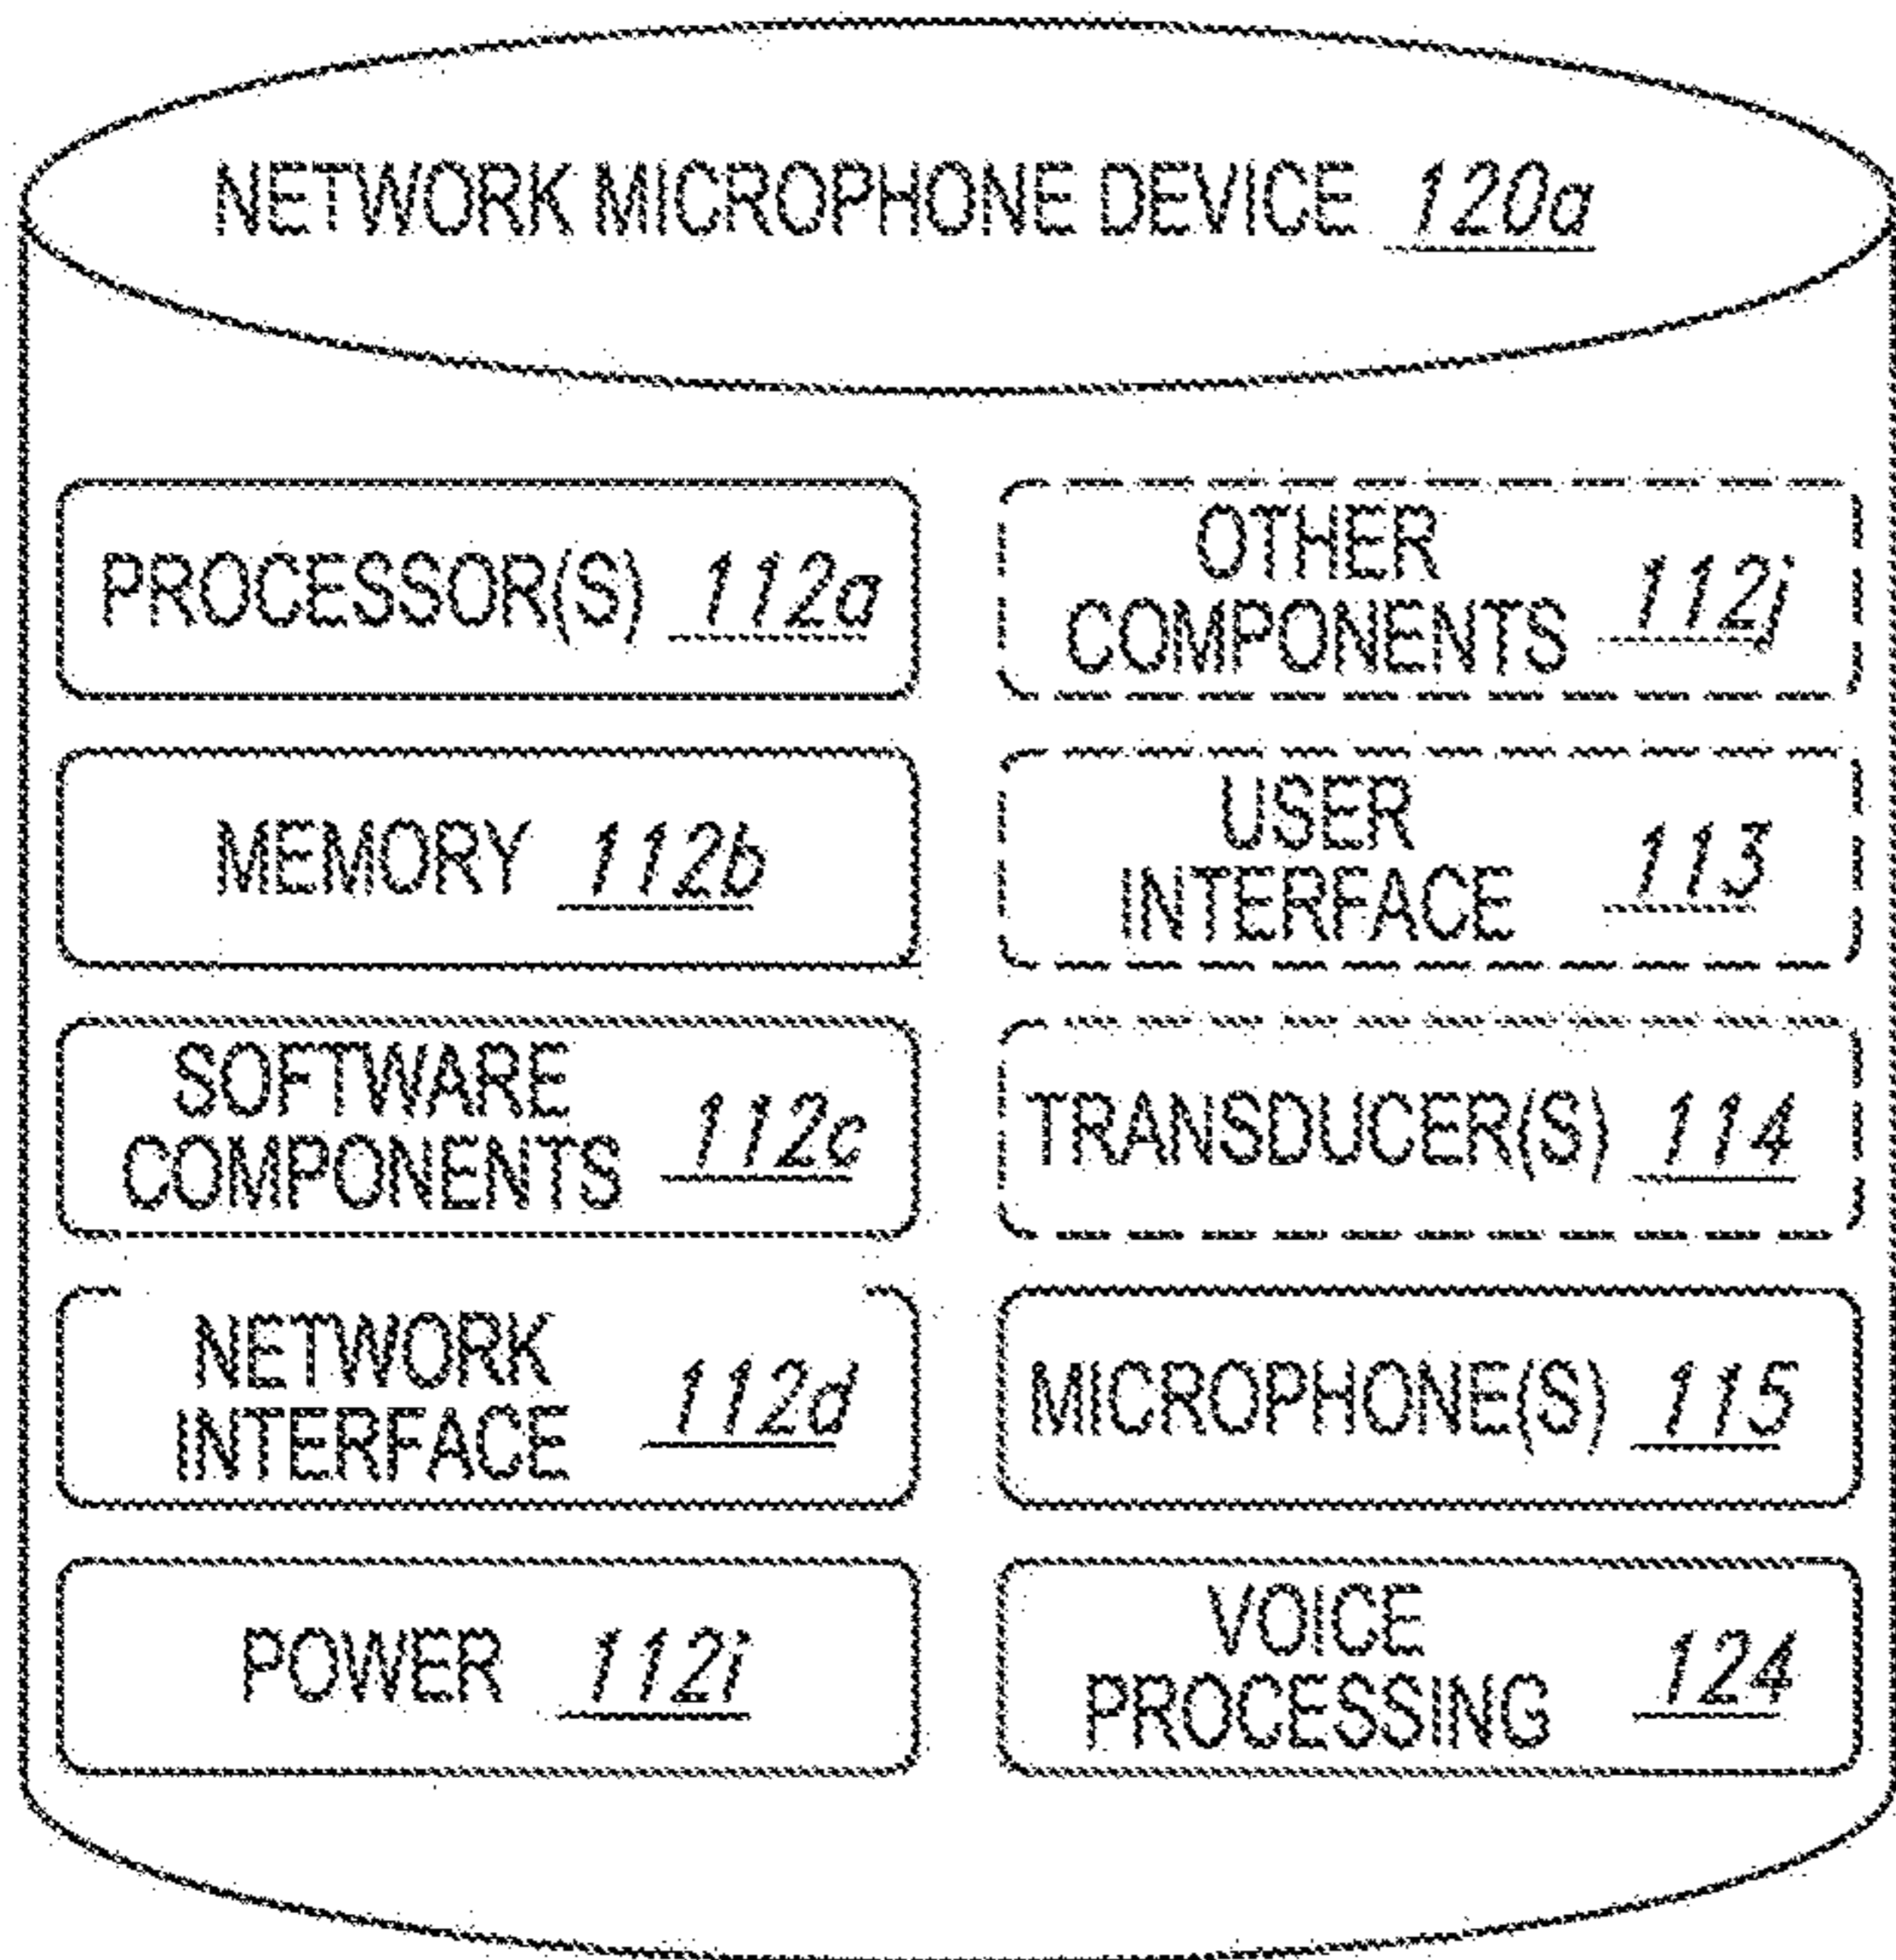 NETWORK MICROPHONE DEVICE 120a
PROCESSOR(S) 112a
MEMORY 112b
SOFTWARE
COMPONENTS 112c
NETWORK
INTERFACE 112d
POWER 112i
OTHER
COMPONENTS 112j
USER
INTERFACE 113
TRANSDUCER(S) 114
MICROPHONE(S) 115
VOICE
PROCESSING 124